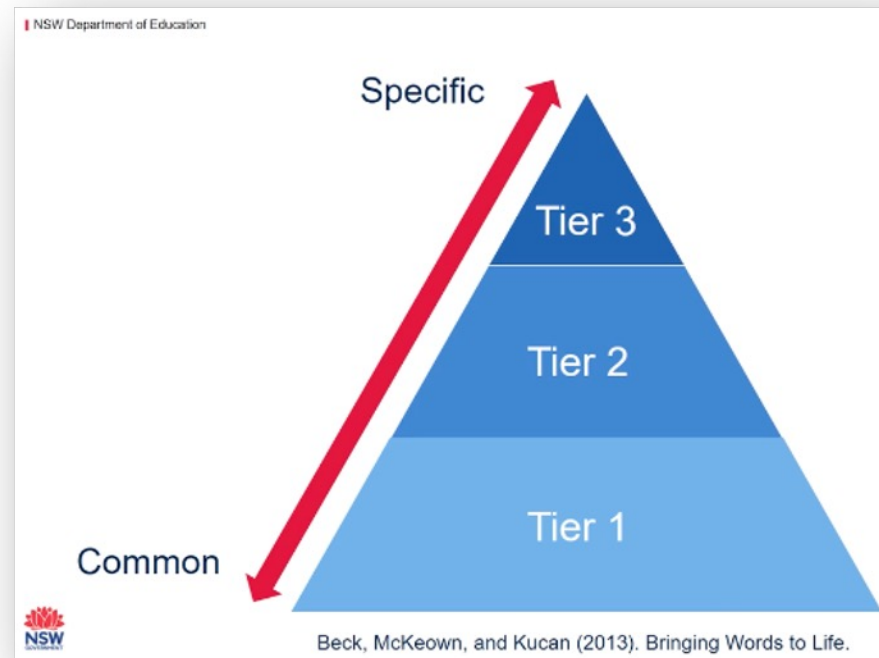 NSW Department of Education
Specific
Tier 3
Tier 2
Tier 1
Common
NSW
GOVERNMENT
Beck, McKeown, and Kucan (2013). Bringing Words to Life.